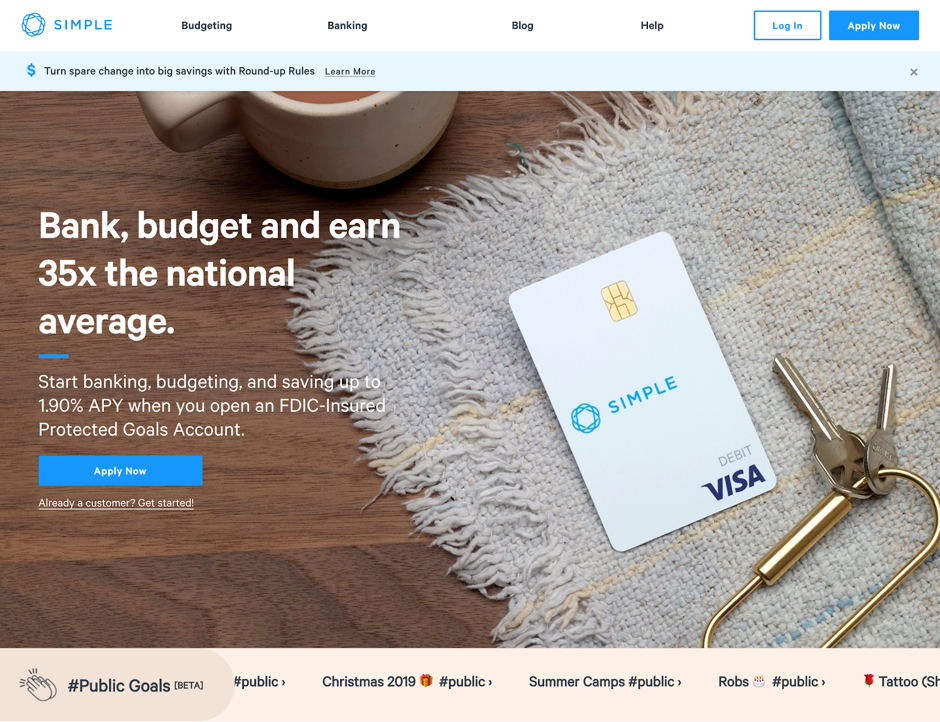 SIMPLE
Budgeting
Banking
Blog
Help
Log In
Apply Now
$ Turn spare change into big savings with Round-up Rules Learn More ×
Bank, budget and earn
35x the national
average.
Start banking, budgeting, and saving up to
1.90% APY when you open an FDIC-Insured
Protected Goals Account.
Apply Now
Already a customer? Get started!
SIMPLE
DEBIT
VISA
#Public Goals [BETA]
#public ›
Christmas 2019 🎁 #public ›
Summer Camps #public ›
Robs 🎂 #public ›
🌹 Tattoo (Sh